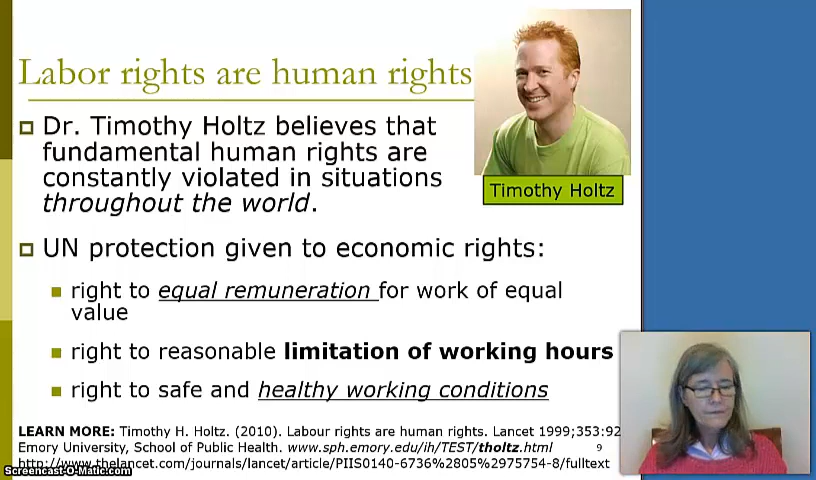 Labor rights are human rights
Timothy Holtz
Dr. Timothy Holtz believes that
fundamental human rights are
constantly violated in situations
throughout the world.
UN protection given to economic rights:
right to equal remuneration for work of equal
value
right to reasonable limitation of working hours
right to safe and healthy working conditions
LEARN MORE: Timothy H. Holtz. (2010). Labour rights are human rights. Lancet 1999;353:92
Emory University, School of Public Health. www.sph.emory.edu/ih/TEST/tholtz.html
9
http://www.thelancet.com/journals/lancet/article/PIIS0140-6736%2805%2975754-8/fulltext
Screencast-O-Matic.com